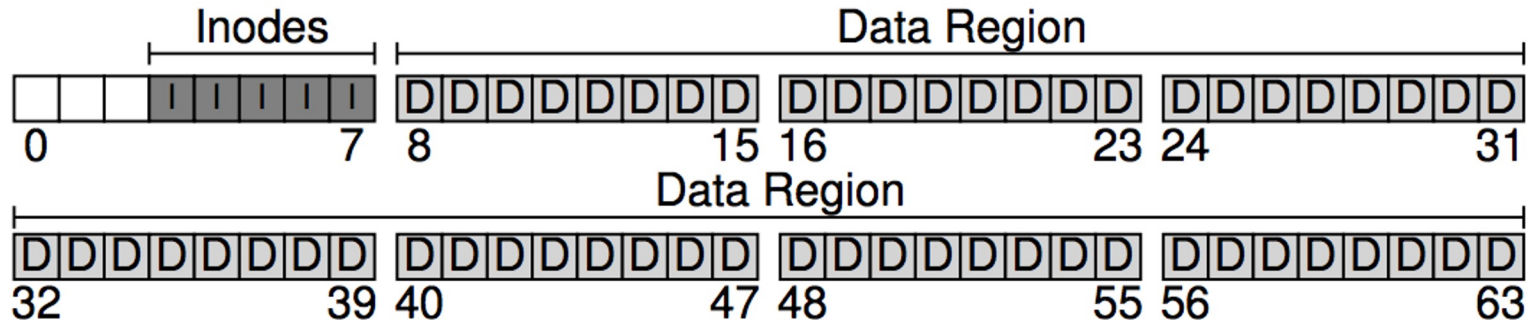 Inodes Data Region
I I I I I D D D D D D D D D D D D D D D D D D D D D D D D
0 7 8 15 16 23 24 31
Data Region
D D D D D D D D D D D D D D D D D D D D D D D D D D D D D D D D
32 39 40 47 48 55 56 63